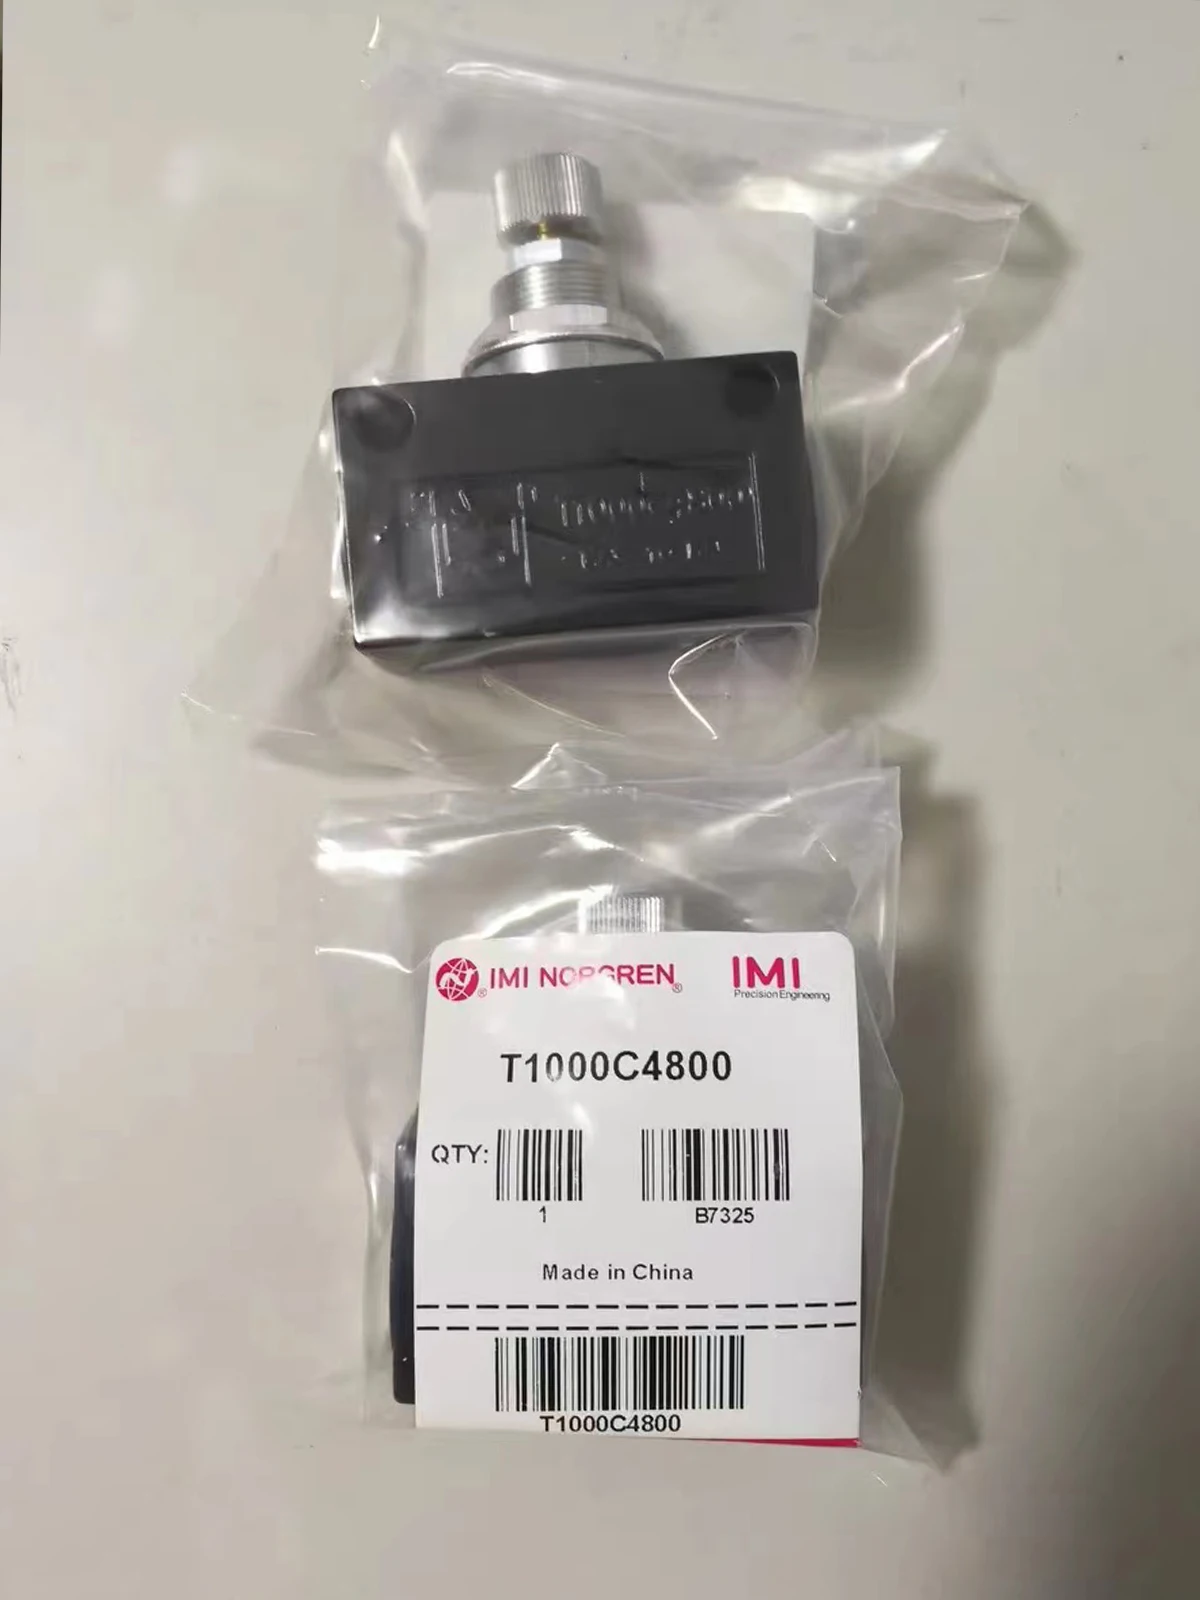 IMI NORGREN®
IMI
Precision Engineering
T1000C4800
QTY:
1
B7325
Made in China
T1000C4800